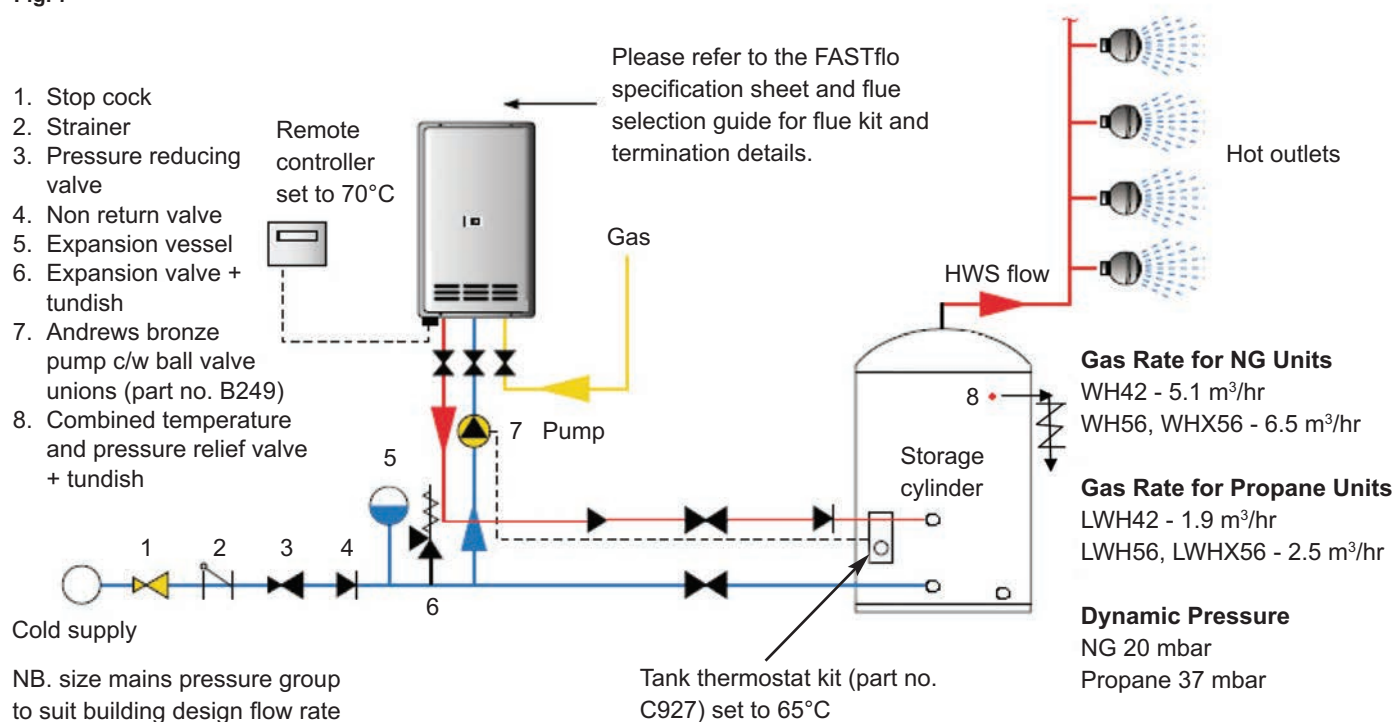 1. Stop cock
2. Strainer
3. Pressure reducing
valve
4. Non return valve
5. Expansion vessel
6. Expansion valve +
tundish
7. Andrews bronze
pump c/w ball valve
unions (part no. B249)
8. Combined temperature
and pressure relief valve
+ tundish
Remote
controller
set to 70°C
Please refer to the FASTflo
specification sheet and flue
selection guide for flue kit and
termination details.
Hot outlets
Gas
HWS flow
7 Pump
8
Storage
cylinder
Gas Rate for NG Units
WH42 - 5.1 m³/hr
WH56, WHX56 - 6.5 m³/hr
Gas Rate for Propane Units
LWH42 - 1.9 m³/hr
LWH56, LWHX56 - 2.5 m³/hr
Dynamic Pressure
NG 20 mbar
Propane 37 mbar
5
1 2 3 4
6
Cold supply
NB. size mains pressure group
to suit building design flow rate
Tank thermostat kit (part no.
C927) set to 65°C